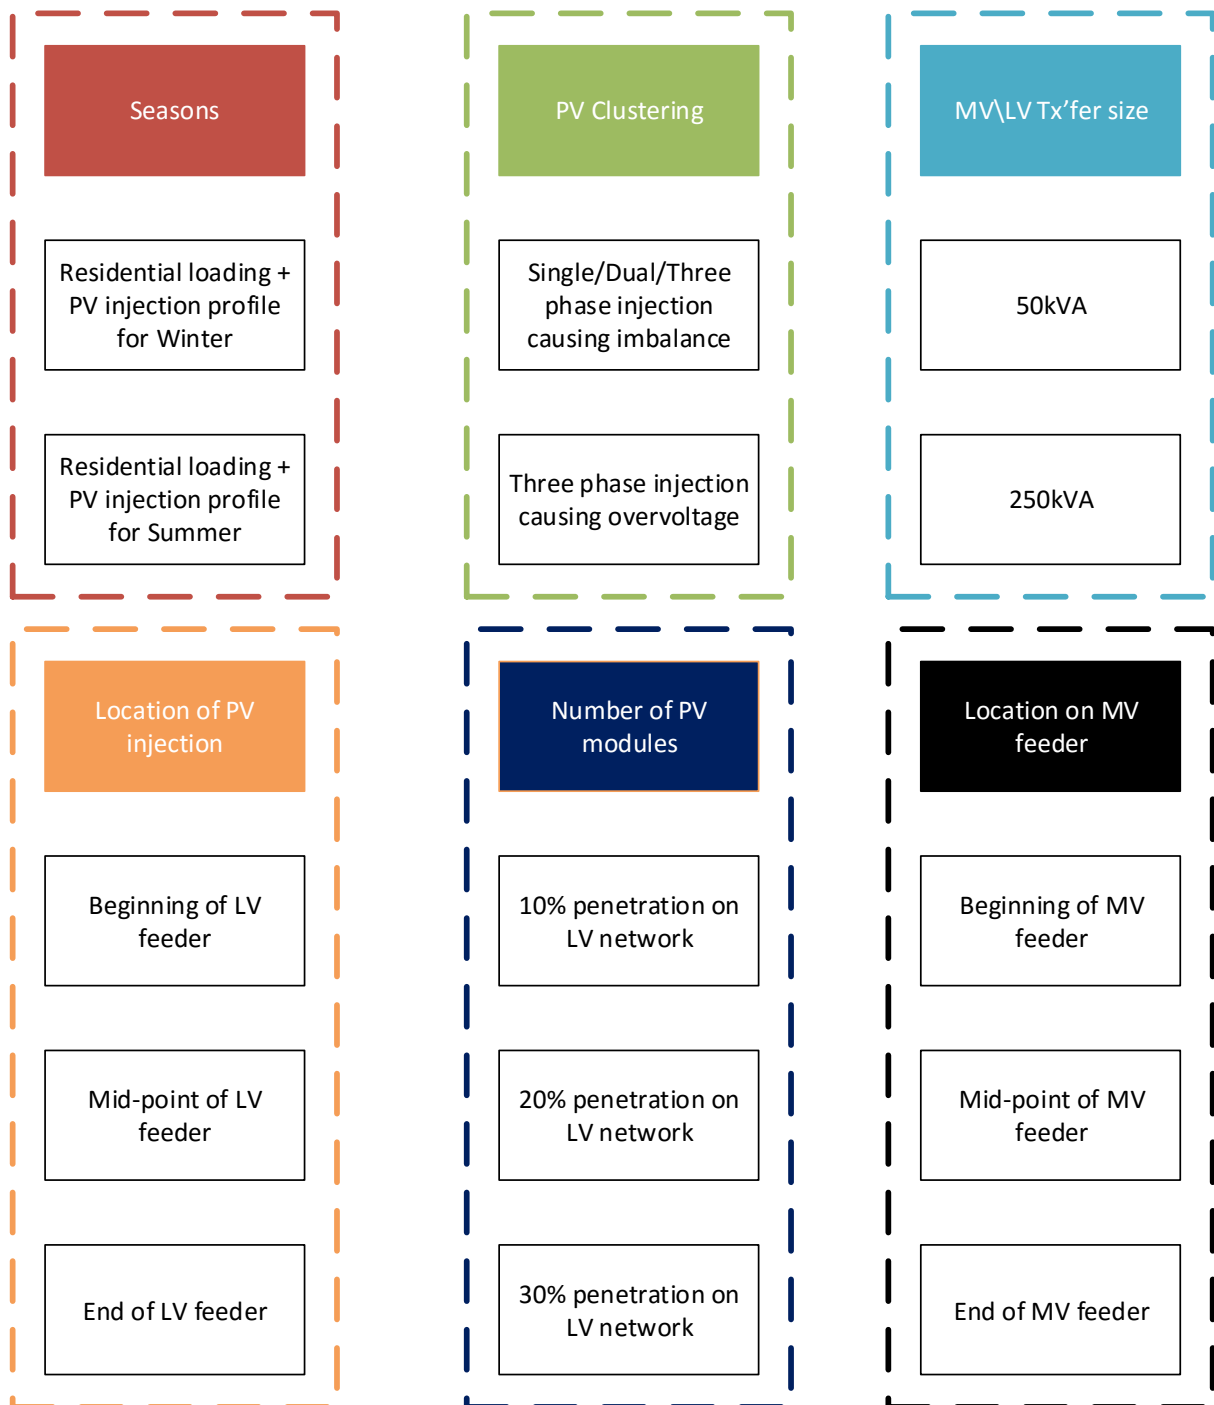 Seasons
Residential loading +
PV injection profile
for Winter
Residential loading +
PV injection profile
for Summer
PV Clustering
Single/Dual/Three
phase injection
causing imbalance
Three phase injection
causing overvoltage
MV\LV Tx’fer size
50kVA
250kVA
Location of PV
injection
Beginning of LV
feeder
Mid-point of LV
feeder
End of LV feeder
Number of PV
modules
10% penetration on
LV network
20% penetration on
LV network
30% penetration on
LV network
Location on MV
feeder
Beginning of MV
feeder
Mid-point of MV
feeder
End of MV feeder